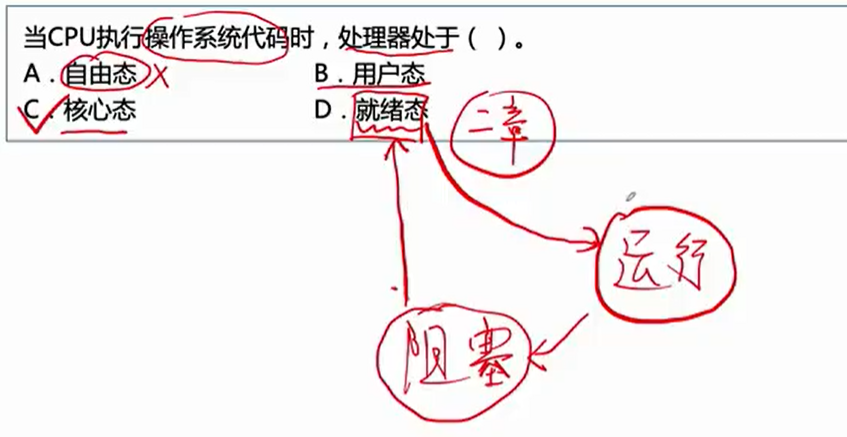 当CPU执行操作系统代码时，处理器处于（ ）。
A．自由态 B．用户态
C．核心态 D．就绪态
二章
运行
阻塞